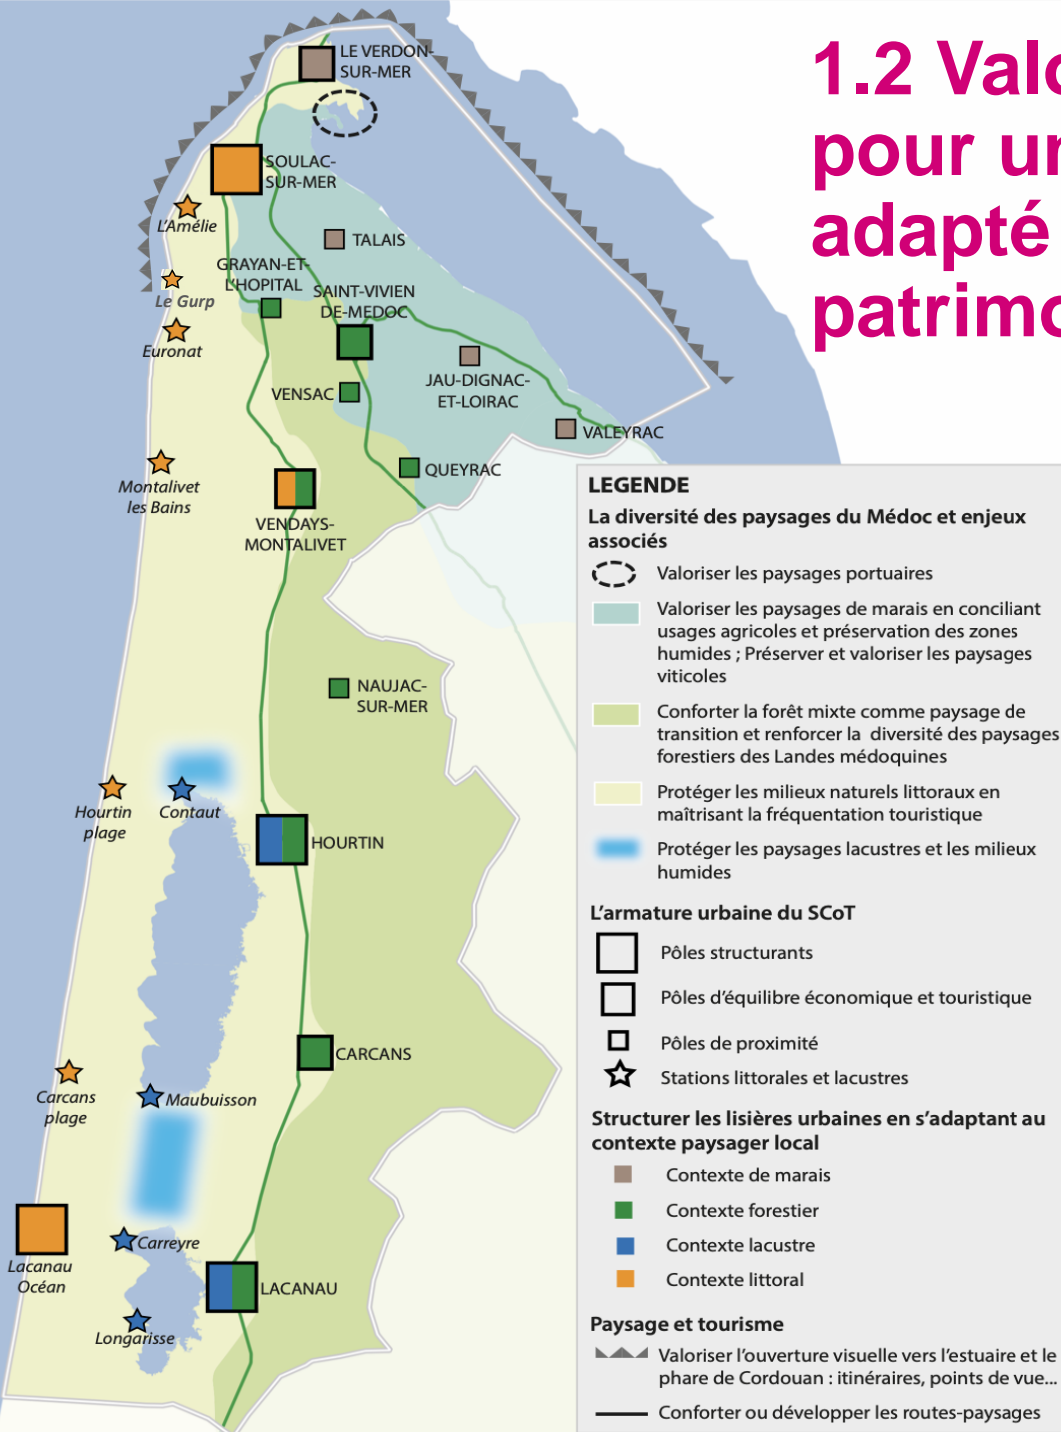 1.2 Valo
pour un
adapté
patrimo
LE VERDON-
SUR-MER
SOULAC-
SUR-MER
L'Amélie
TALAIS
GRAYAN-ET-
L'HOPITAL
Le Gurp
SAINT-VIVIEN
DE-MEDOC
Euronat
JAU-DIGNAC-
ET-LOIRAC
VENSAC
VALEYRAC
QUEYRAC
Montalivet
les Bains
VENDAYS-
MONTALIVET
NAUJAC-
SUR-MER
Hourtin
plage
Contaut
HOURTIN
CARCANS
Carcans
plage
Maubuisson
Carreyre
Lacanau
Océan
LACANAU
Longarisse
LEGENDE
La diversité des paysages du Médoc et enjeux
associés
Valoriser les paysages portuaires
Valoriser les paysages de marais en conciliant
usages agricoles et préservation des zones
humides ; Préserver et valoriser les paysages
viticoles
Conforter la forêt mixte comme paysage de
transition et renforcer la diversité des paysages
forestiers des Landes médoquines
Protéger les milieux naturels littoraux en
maîtrisant la fréquentation touristique
Protéger les paysages lacustres et les milieux
humides
L'armature urbaine du SCoT
Pôles structurants
Pôles d'équilibre économique et touristique
Pôles de proximité
Stations littorales et lacustres
Structurer les lisières urbaines en s'adaptant au
contexte paysager local
Contexte de marais
Contexte forestier
Contexte lacustre
Contexte littoral
Paysage et tourisme
Valoriser l'ouverture visuelle vers l'estuaire et le
phare de Cordouan : itinéraires, points de vue...
Conforter ou développer les routes-paysages